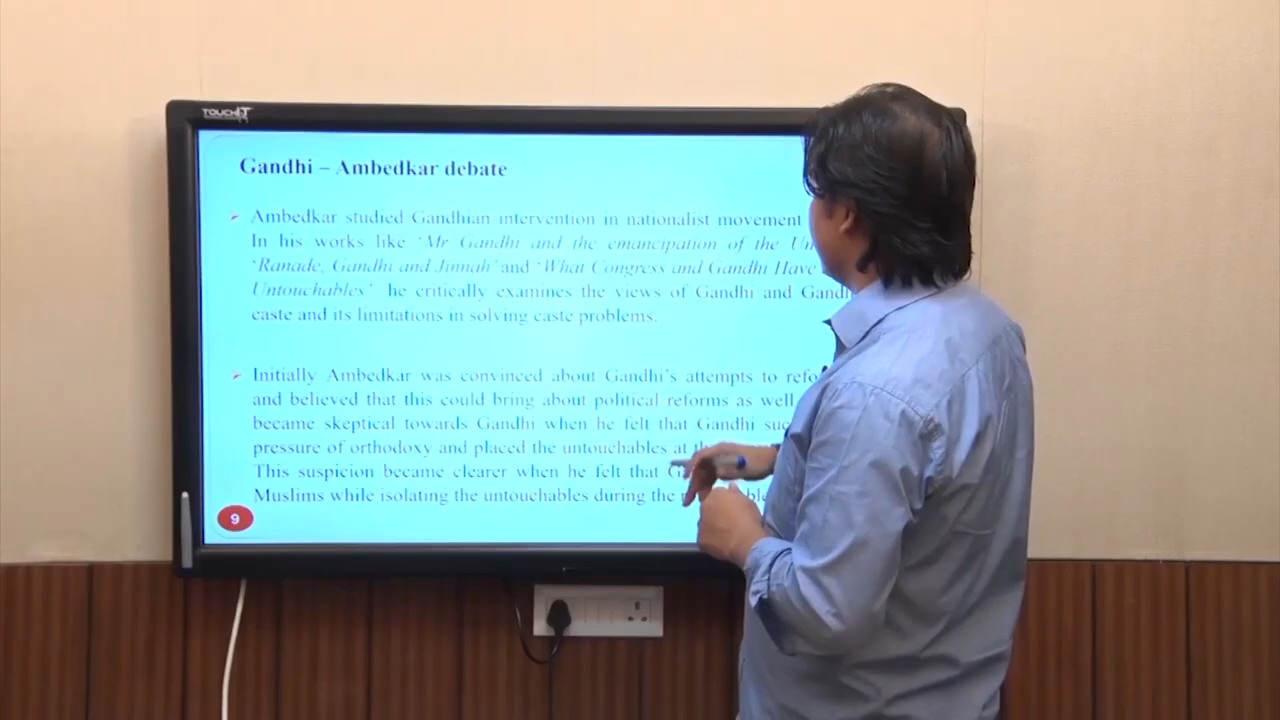 TOUCHIT
Gandhi – Ambedkar debate
Ambedkar studied Gandhian intervention in nationalist movement
In his works like ‘Mr Gandhi and the emancipation of the
‘Ranade, Gandhi and Jinnah’ and ‘What Congress and Gandhi Have
Untouchables’ he critically examines the views of Gandhi and
caste and its limitations in solving caste problems.
Initially Ambedkar was convinced about Gandhi's attempts to
and believed that this could bring about political reforms as well
became skeptical towards Gandhi when he felt that Gandhi
pressure of orthodoxy and placed the untouchables at
This suspicion became clearer when he felt that
Muslims while isolating the untouchables during the
9